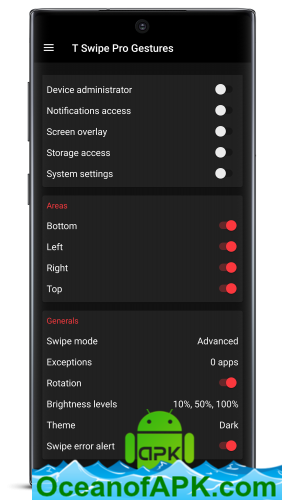 T Swipe Pro Gestures
Device administrator
Notifications access
Screen overlay
Storage access
System settings
Areas
Bottom
Left
Right
Top
Generals
Swipe mode Advanced
Exceptions 0 apps
Rotation
Brightness levels 10%, 50%, 100%
Theme Dark
Swipe error alert
APK
OceanofAPK.com